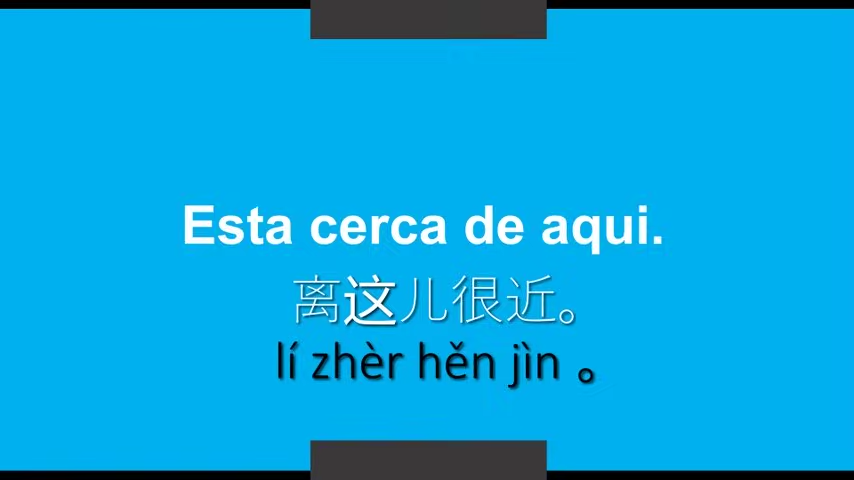 Esta cerca de aqui.
离这儿很近。
lí zhèr hěn jìn 。